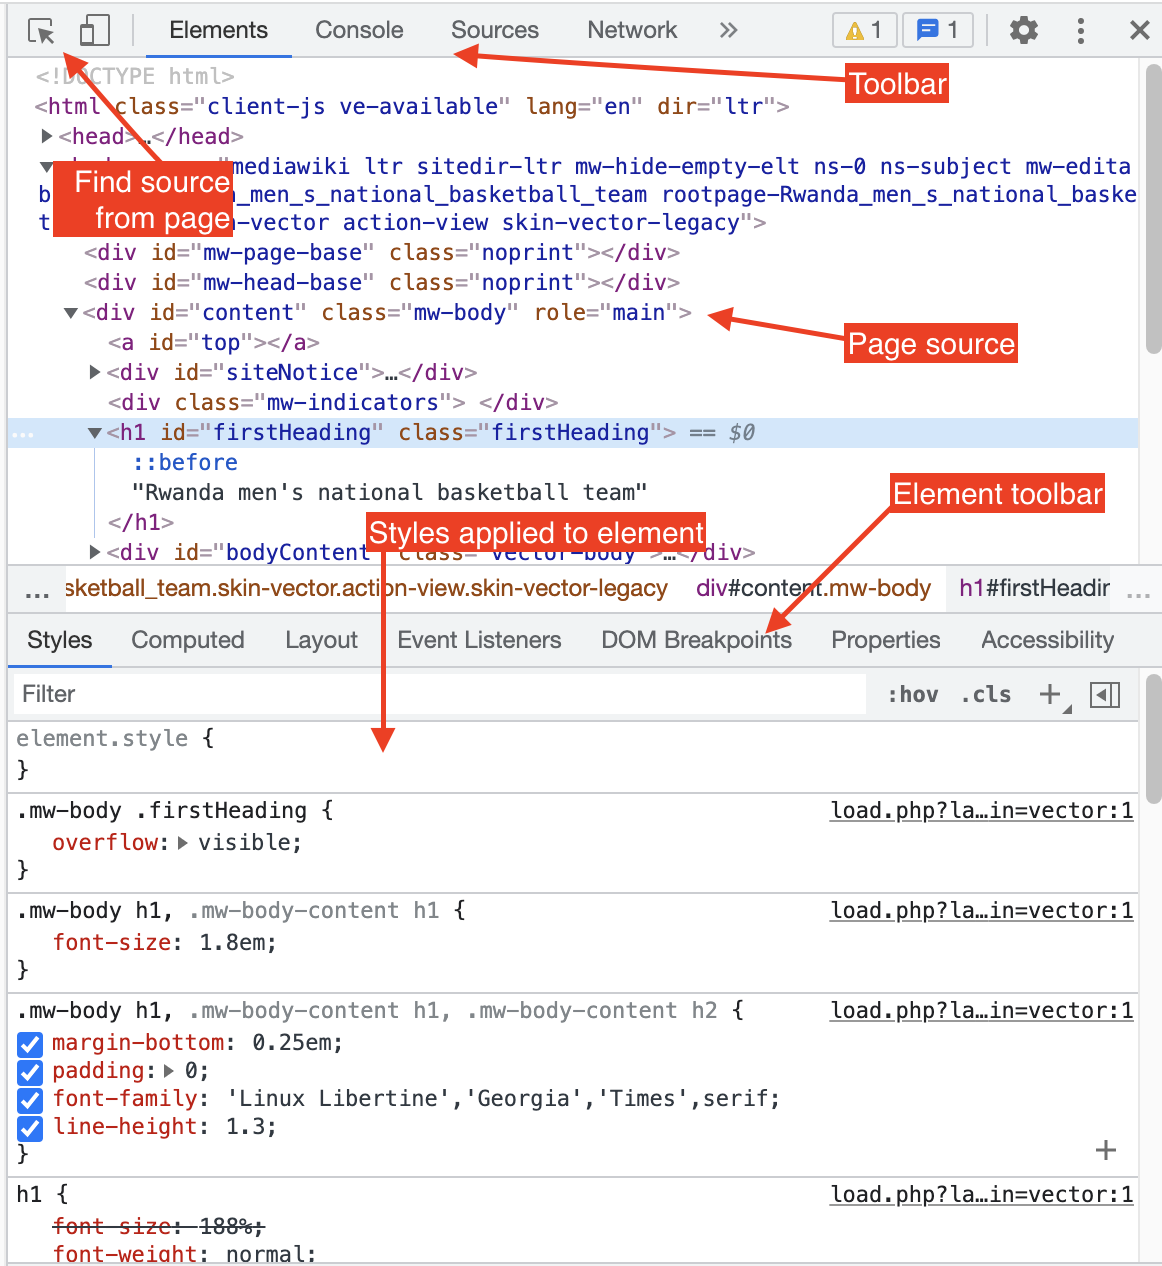 Elements Console Sources Network » 1 1
Toolbar
<!DOCTYPE html>
<html class="client-js ve-available" lang="en" dir="ltr">
<head>…</head>
"mediawiki ltr sitedir-ltr mw-hide-empty-elt ns-0 ns-subject mw-edita
Find source
from page
b _men_s_national_basketball_team rootpage-Rwanda_men_s_national_baske
t -vector action-view skin-vector-legacy">
<div id="mw-page-base" class="noprint"></div>
<div id="mw-head-base" class="noprint"></div>
<div id="content" class="mw-body" role="main">
Page source
<a id="top"></a>
<div id="siteNotice">…</div>
<div class="mw-indicators"> </div>
… <h1 id="firstHeading" class="firstHeading"> == $0
::before
"Rwanda men's national basketball team"
Element toolbar
</h1>
Styles applied to element
<div id="bodyContent" class="vector-body">…</div>
… sketball_team.skin-vector.action-view.skin-vector-legacy div#content.mw-body h1#firstHeadin …
Styles Computed Layout Event Listeners DOM Breakpoints Properties Accessibility
Filter :hov .cls +
element.style {
}
.mw-body .firstHeading { load.php?la…in=vector:1
overflow: visible;
}
.mw-body h1, .mw-body-content h1 { load.php?la…in=vector:1
font-size: 1.8em;
}
.mw-body h1, .mw-body-content h1, .mw-body-content h2 { load.php?la…in=vector:1
margin-bottom: 0.25em;
padding: 0;
font-family: 'Linux Libertine','Georgia','Times',serif;
line-height: 1.3;
}
+
h1 { load.php?la…in=vector:1
font-size: 188%;
font-weight: normal;